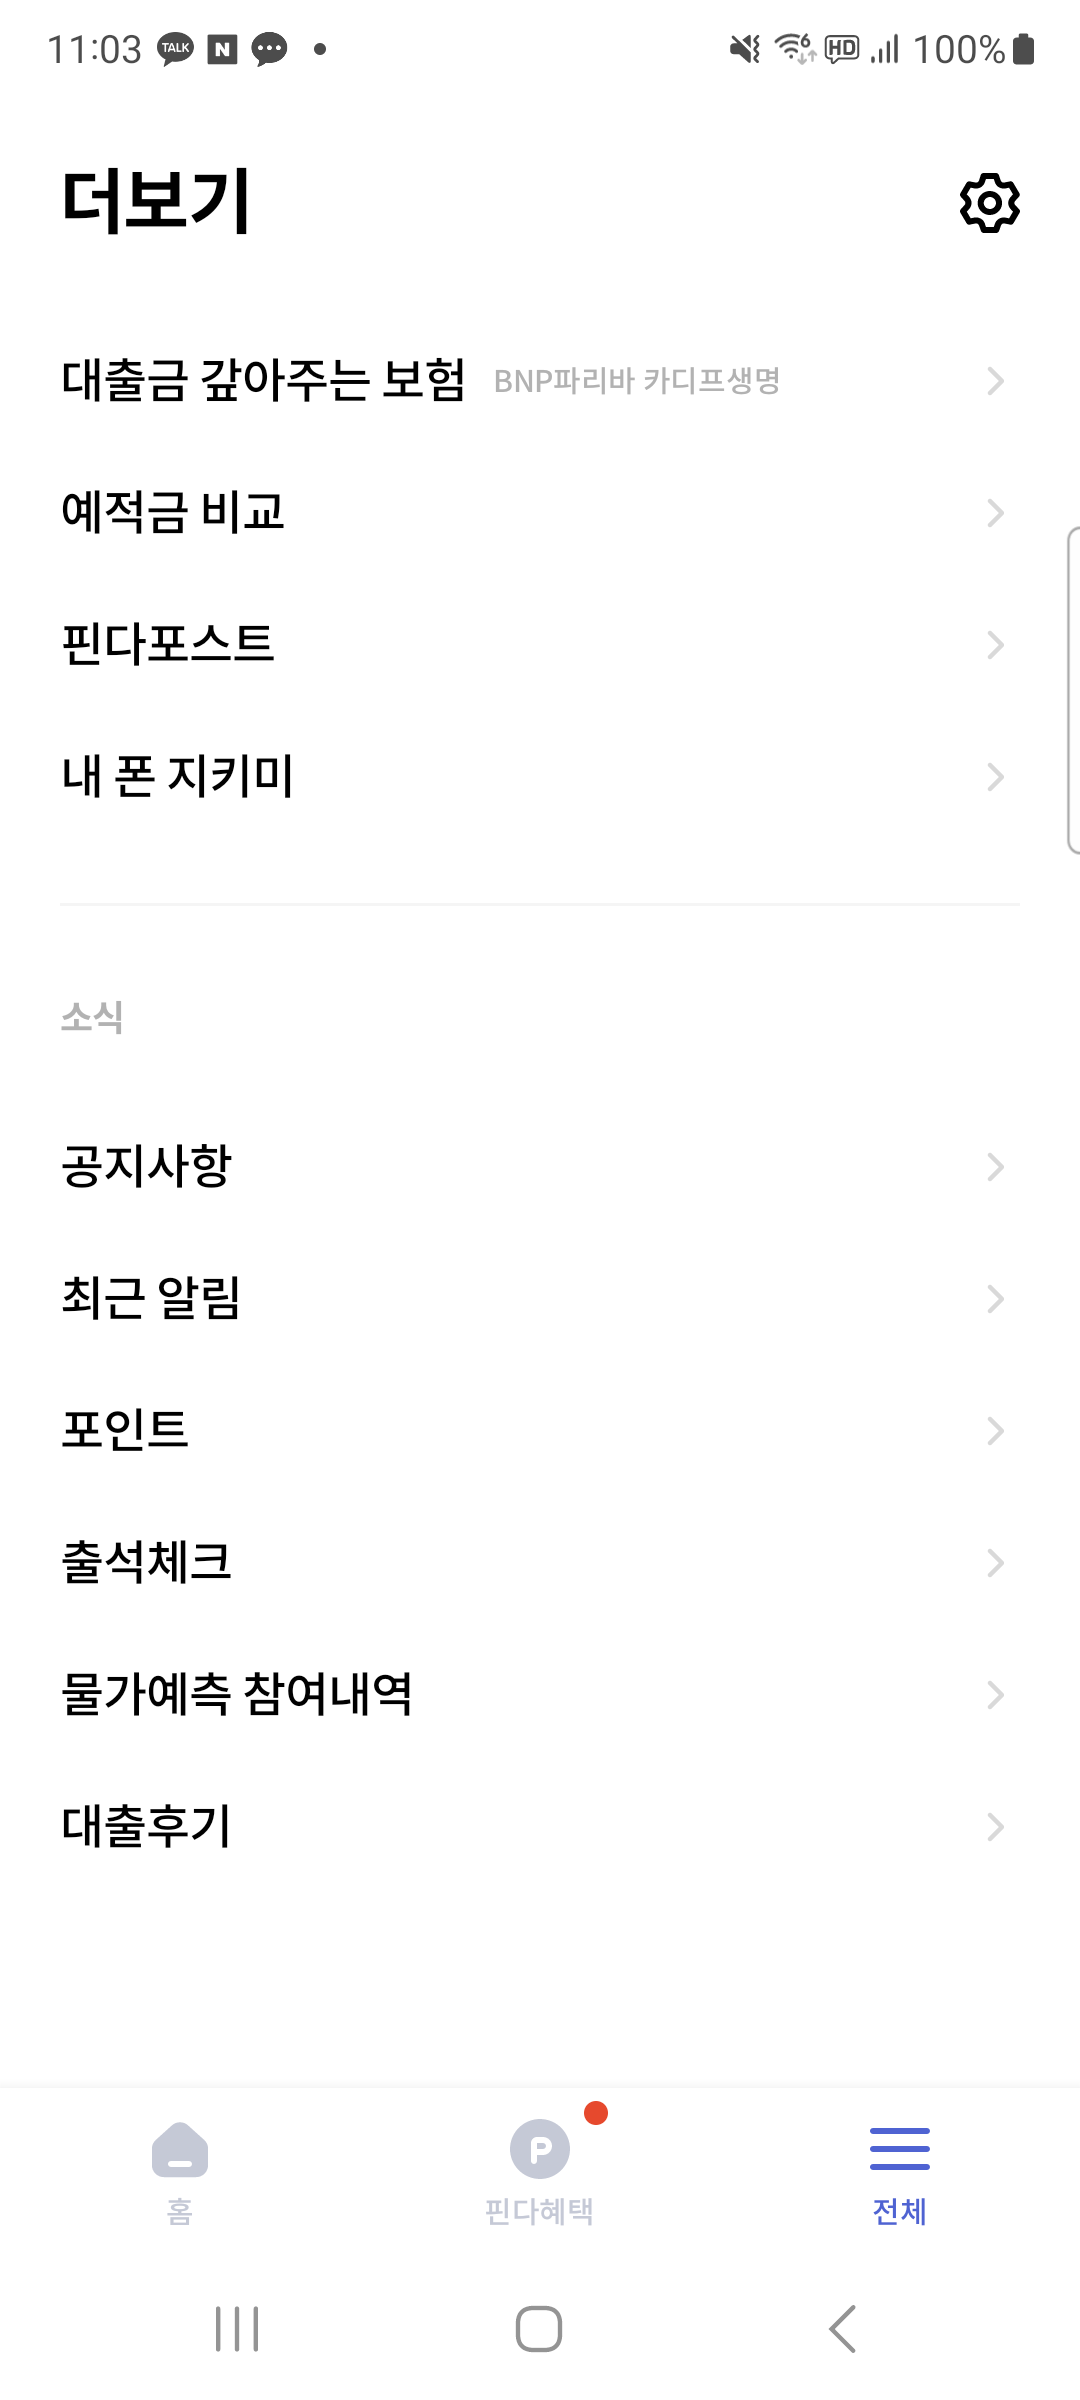 11:03 TALK N 6 HD 100%
더보기
대출금 갚아주는 보험 BNP파리바 카디프생명
예적금 비교
핀다포스트
내 폰 지키미
소식
공지사항
최근 알림
포인트
출석체크
물가예측 참여내역
대출후기
P
홈 핀다혜택 전체